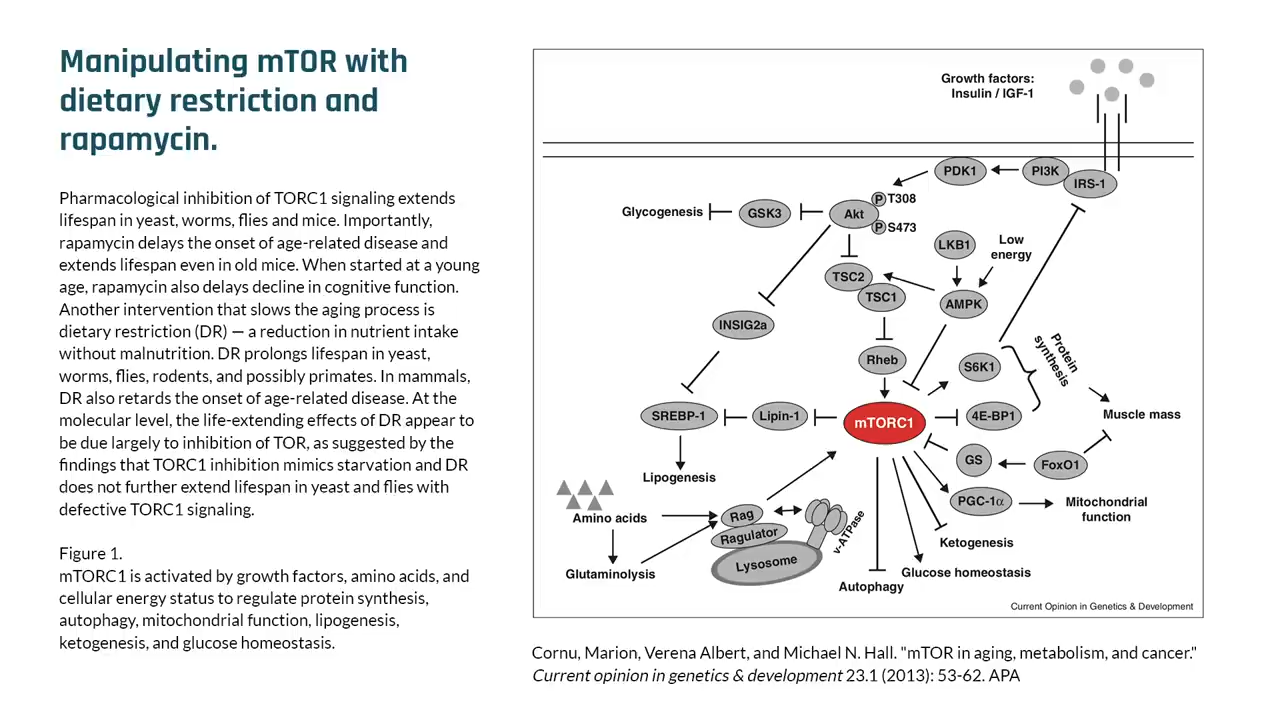 Manipulating mTOR with
dietary restriction and
rapamycin.
Pharmacological inhibition of TORC1 signaling extends
lifespan in yeast, worms, flies and mice. Importantly,
rapamycin delays the onset of age-related disease and
extends lifespan even in old mice. When started at a young
age, rapamycin also delays decline in cognitive function.
Another intervention that slows the aging process is
dietary restriction (DR) — a reduction in nutrient intake
without malnutrition. DR prolongs lifespan in yeast,
worms, flies, rodents, and possibly primates. In mammals,
DR also retards the onset of age-related disease. At the
molecular level, the life-extending effects of DR appear to
be due largely to inhibition of TOR, as suggested by the
findings that TORC1 inhibition mimics starvation and DR
does not further extend lifespan in yeast and flies with
defective TORC1 signaling.
Figure 1.
mTORC1 is activated by growth factors, amino acids, and
cellular energy status to regulate protein synthesis,
autophagy, mitochondrial function, lipogenesis,
ketogenesis, and glucose homeostasis.
Growth factors:
Insulin / IGF-1
PDK1
PI3K
IRS-1
P T308
Glycogenesis
GSK3
Akt
P S473
LKB1
Low
energy
TSC2
TSC1
AMPK
INSIG2a
Rheb
S6K1
Protein
synthesis
SREBP-1
Lipin-1
mTORC1
4E-BP1
Muscle mass
GS
FoxO1
Lipogenesis
PGC-1α
Mitochondrial
function
Amino acids
Rag
Ragulator
v-ATPase
Lysosome
Ketogenesis
Glutaminolysis
Glucose homeostasis
Autophagy
Current Opinion in Genetics & Development
Cornu, Marion, Verena Albert, and Michael N. Hall. "mTOR in aging, metabolism, and cancer."
Current opinion in genetics & development 23.1 (2013): 53-62. APA